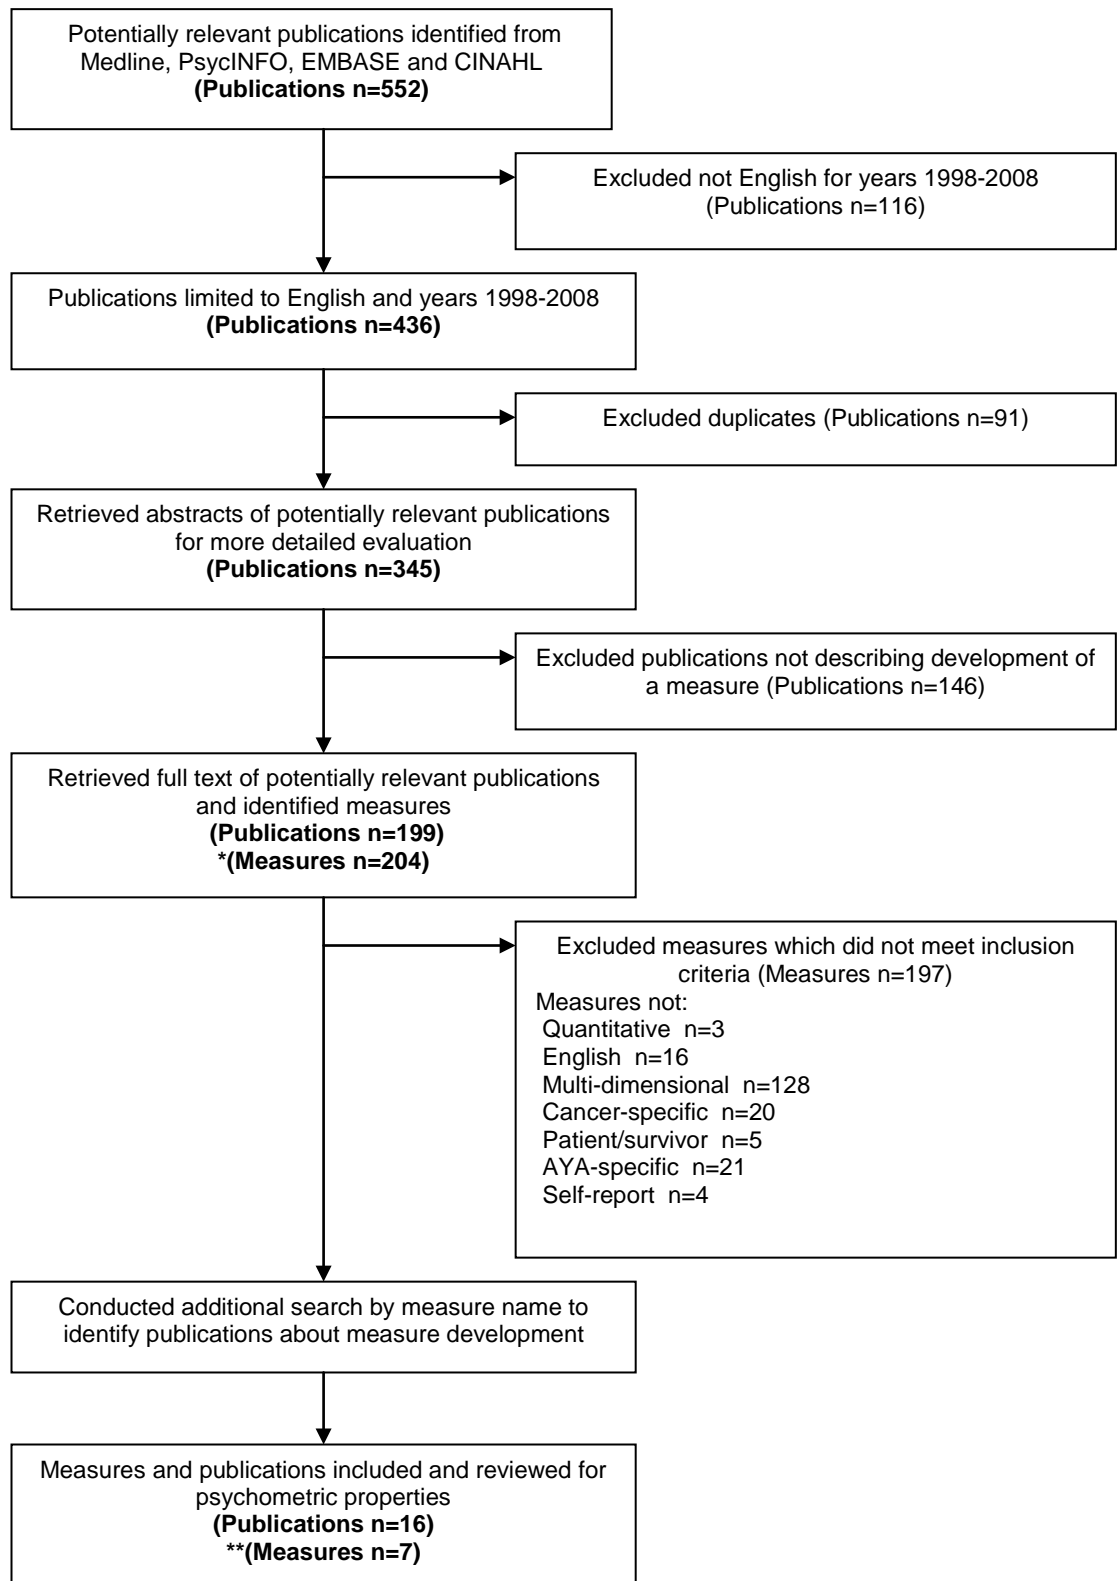 Potentially relevant publications identified from
Medline, PsycINFO, EMBASE and CINAHL
(Publications n=552)
Excluded not English for years 1998-2008
(Publications n=116)
Publications limited to English and years 1998-2008
(Publications n=436)
Excluded duplicates (Publications n=91)
Retrieved abstracts of potentially relevant publications
for more detailed evaluation
(Publications n=345)
Excluded publications not describing development of
a measure (Publications n=146)
Retrieved full text of potentially relevant publications
and identified measures
(Publications n=199)
*(Measures n=204)
Excluded measures which did not meet inclusion
criteria (Measures n=197)
Measures not:
Quantitative n=3
English n=16
Multi-dimensional n=128
Cancer-specific n=20
Patient/survivor n=5
AYA-specific n=21
Self-report n=4
Conducted additional search by measure name to
identify publications about measure development
Measures and publications included and reviewed for
psychometric properties
(Publications n=16)
**(Measures n=7)